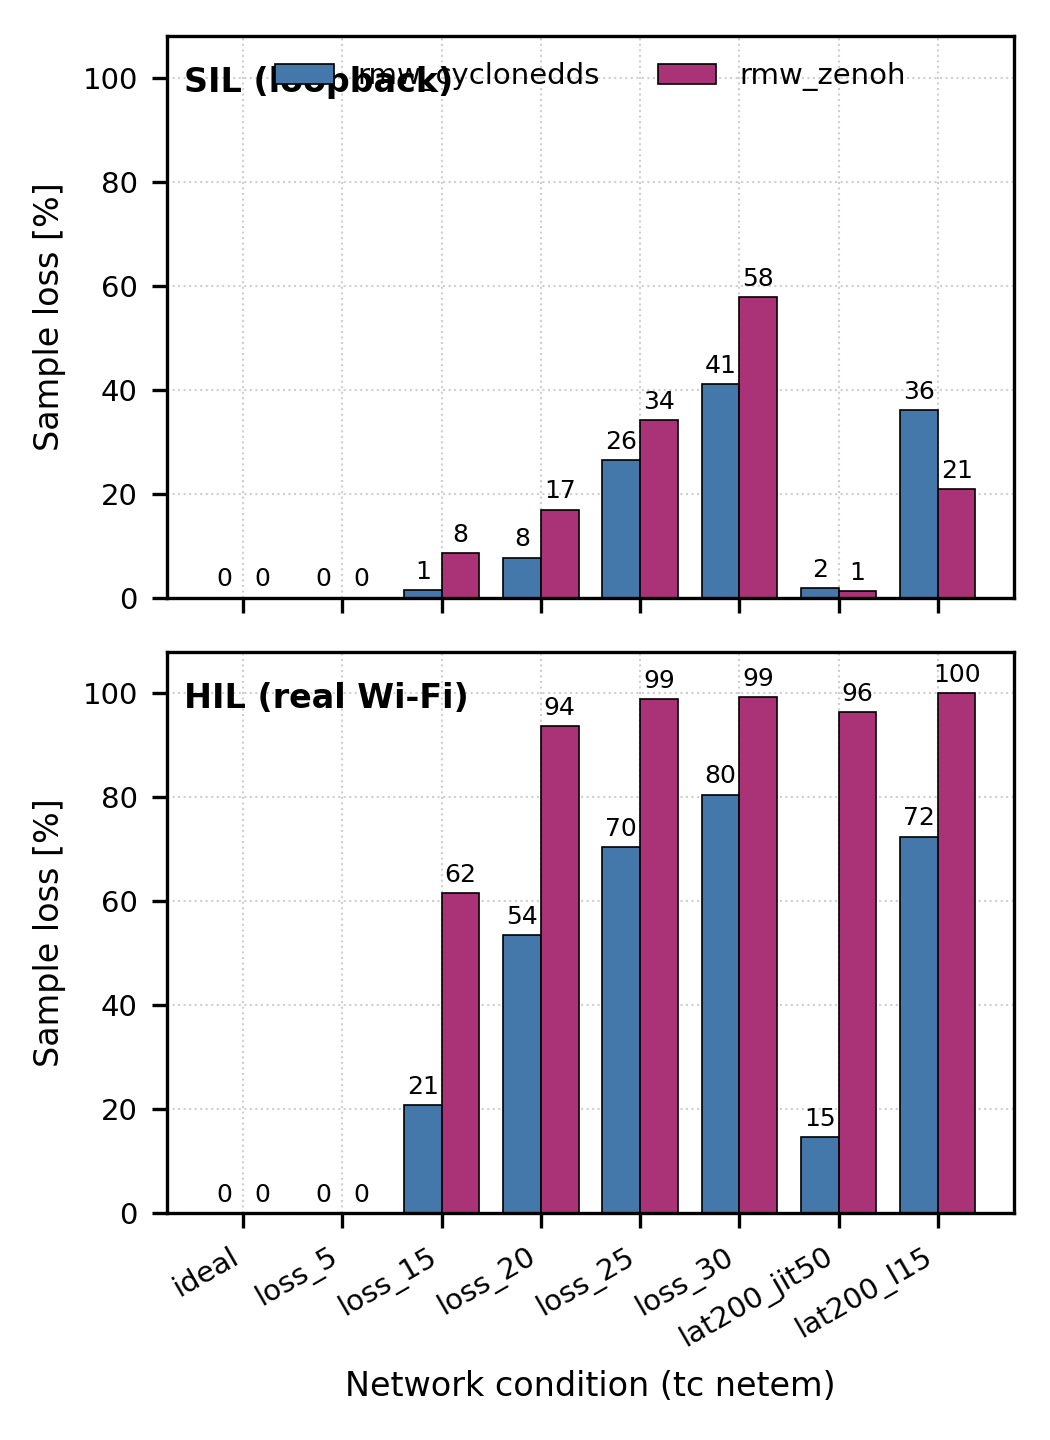 SIL (loopback)
rmw_cyclonedds rmw_zenoh
Sample loss [%]
100
80
60
40
20
0
0 0 0 0 1 8 8 17 26 34 41 58 2 1 36 21
HIL (real Wi-Fi)
Sample loss [%]
100
80
60
40
20
0
0 0 0 0 21 62 54 94 70 99 80 99 15 96 72 100
ideal loss_5 loss_15 loss_20 loss_25 loss_30 lat200_jit50 lat200_l15
Network condition (tc netem)